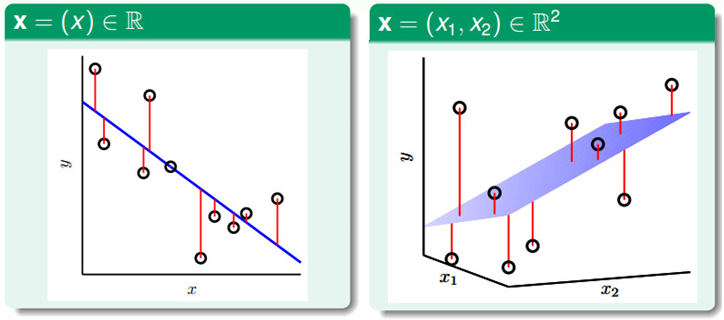 x = (x) ∈ ℝ
y
x
x = (x₁, x₂) ∈ ℝ²
y
x₁
x₂